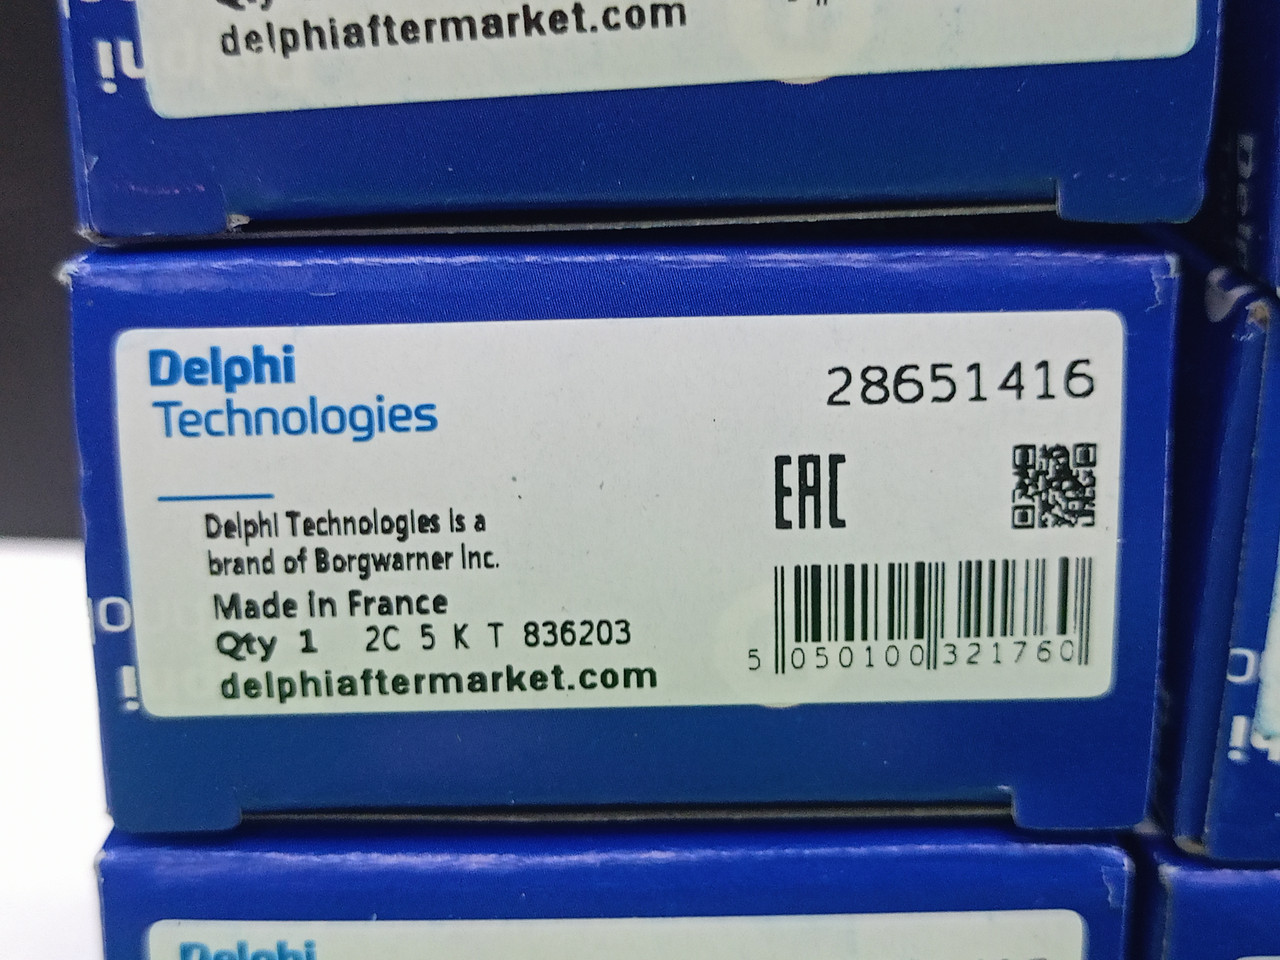 delphiaftermarket.com
Delphi
Technologies
28651416
EAC
Delphi Technologies is a
brand of Borgwarner Inc.
Made in France
Qty 1 2C 5 K T 836203
delphiaftermarket.com
5 050100 321760
Delphi